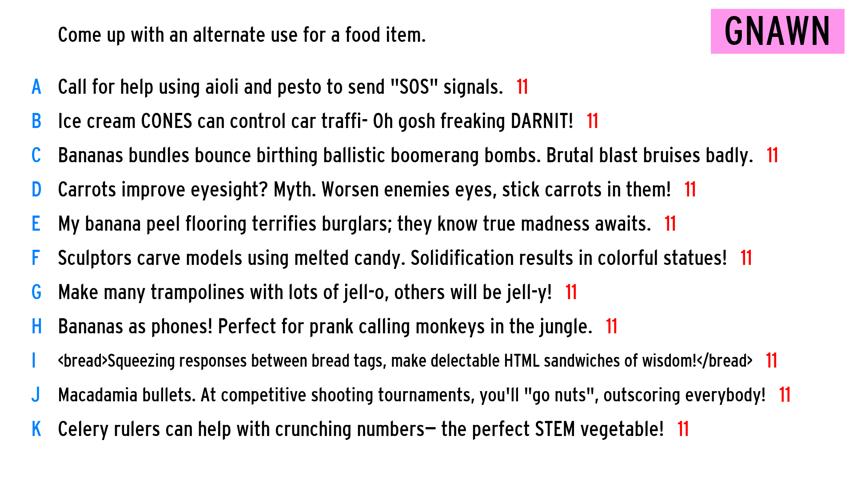 Come up with an alternate use for a food item.
GNAWN
A Call for help using aioli and pesto to send "SOS" signals. 11
B Ice cream CONES can control car traffi- Oh gosh freaking DARNIT! 11
C Bananas bundles bounce birthing ballistic boomerang bombs. Brutal blast bruises badly. 11
D Carrots improve eyesight? Myth. Worsen enemies eyes, stick carrots in them! 11
E My banana peel flooring terrifies burglars; they know true madness awaits. 11
F Sculptors carve models using melted candy. Solidification results in colorful statues! 11
G Make many trampolines with lots of jell-o, others will be jell-y! 11
H Bananas as phones! Perfect for prank calling monkeys in the jungle. 11
I <bread>Squeezing responses between bread tags, make delectable HTML sandwiches of wisdom!</bread> 11
J Macadamia bullets. At competitive shooting tournaments, you'll "go nuts", outscoring everybody! 11
K Celery rulers can help with crunching numbers– the perfect STEM vegetable! 11